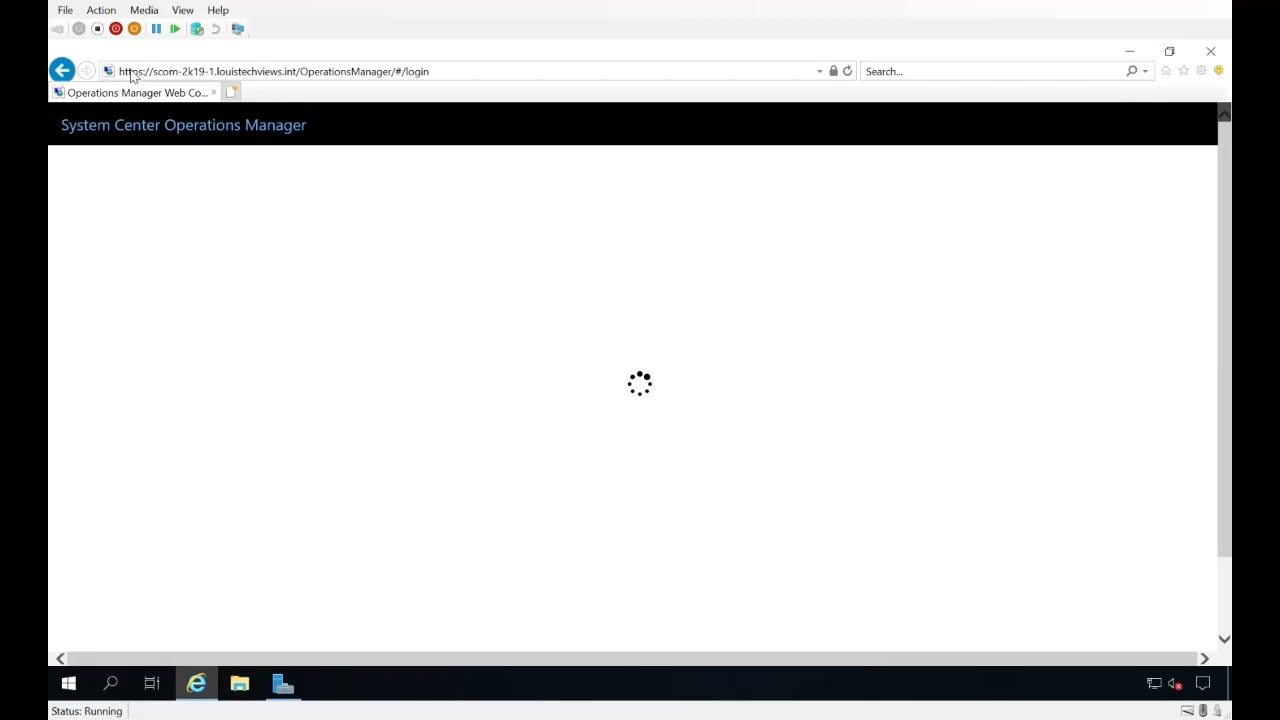 File Action Media View Help
https://scom-2k19-1.louistechviews.int/OperationsManager/#/login
Search...
Operations Manager Web Co...
System Center Operations Manager
Status: Running